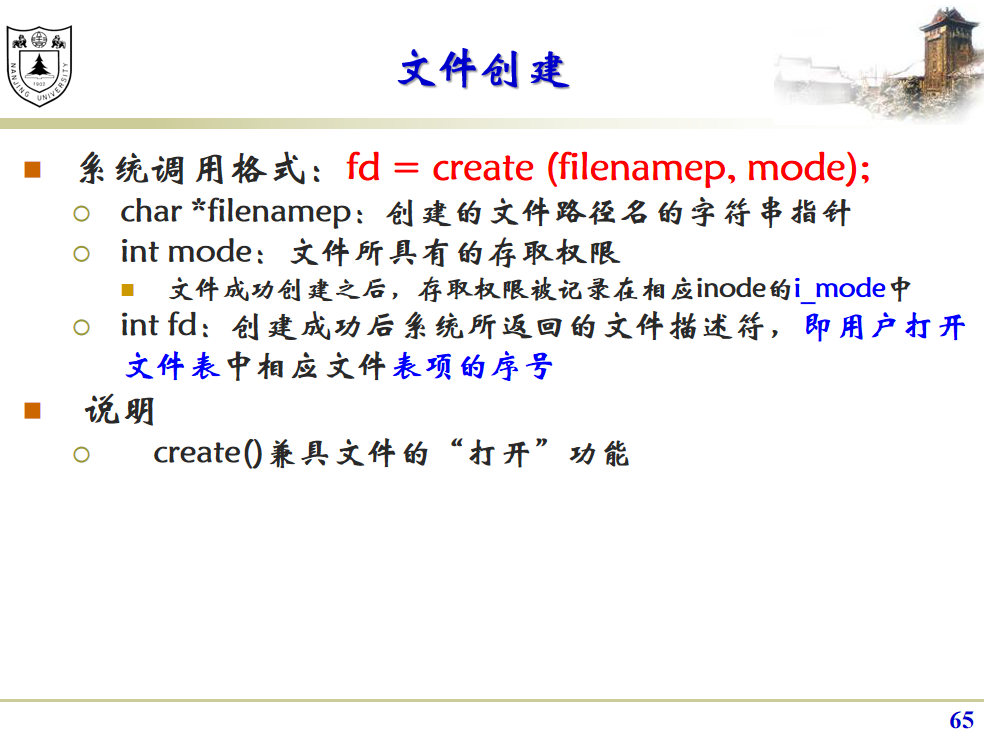 NANJING UNIVERSITY
1902
文件创建
系统调用格式：fd = create (filenamep, mode);
char *filenamep：创建的文件路径名的字符串指针
int mode：文件所具有的存取权限
文件成功创建之后，存取权限被记录在相应inode的i_mode中
int fd：创建成功后系统所返回的文件描述符，即用户打开
文件表中相应文件表项的序号
说明
create()兼具文件的“打开”功能
65